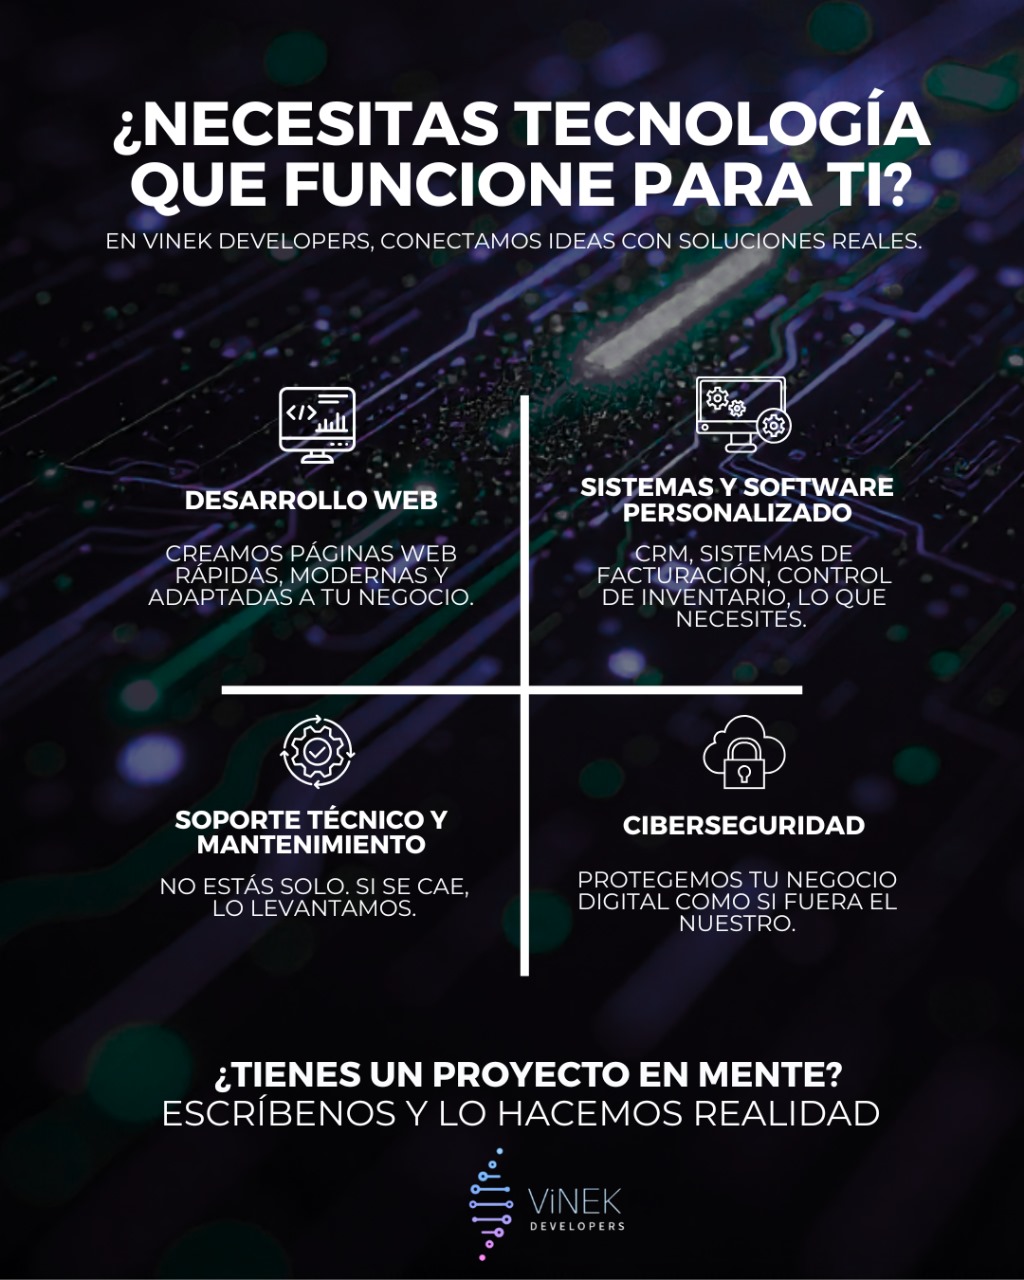 ¿NECESITAS TECNOLOGÍA
QUE FUNCIONE PARA TI?
EN VINEK DEVELOPERS, CONECTAMOS IDEAS CON SOLUCIONES REALES.
</>
DESARROLLO WEB
CREAMOS PÁGINAS WEB
RÁPIDAS, MODERNAS Y
ADAPTADAS A TU NEGOCIO.
SISTEMAS Y SOFTWARE
PERSONALIZADO
CRM, SISTEMAS DE
FACTURACIÓN, CONTROL
DE INVENTARIO, LO QUE
NECESITES.
SOPORTE TÉCNICO Y
MANTENIMIENTO
NO ESTÁS SOLO. SI SE CAE,
LO LEVANTAMOS.
CIBERSEGURIDAD
PROTEGEMOS TU NEGOCIO
DIGITAL COMO SI FUERA EL
NUESTRO.
¿TIENES UN PROYECTO EN MENTE?
ESCRÍBENOS Y LO HACEMOS REALIDAD
ViNEK
DEVELOPERS